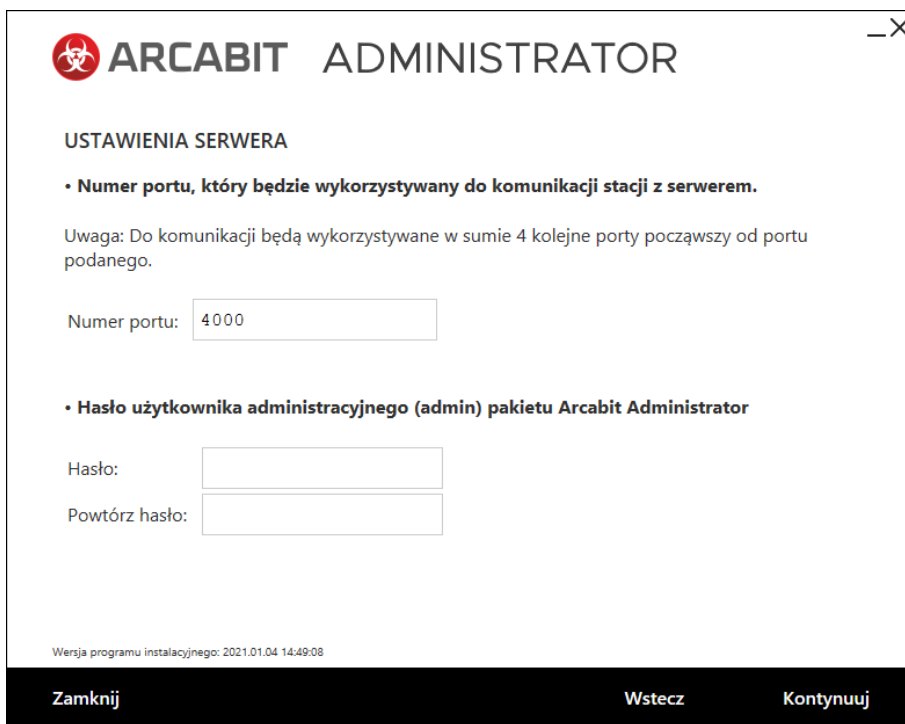 ARCABIT ADMINISTRATOR
USTAWIENIA SERWERA
• Numer portu, który będzie wykorzystywany do komunikacji stacji z serwerem.
Uwaga: Do komunikacji będą wykorzystywane w sumie 4 kolejne porty począwszy od portu
podanego.
Numer portu: 4000
• Hasło użytkownika administracyjnego (admin) pakietu Arcabit Administrator
Hasło:
Powtórz hasło:
Wersja programu instalacyjnego: 2021.01.04 14:49:08
Zamknij Wstecz Kontynuuj